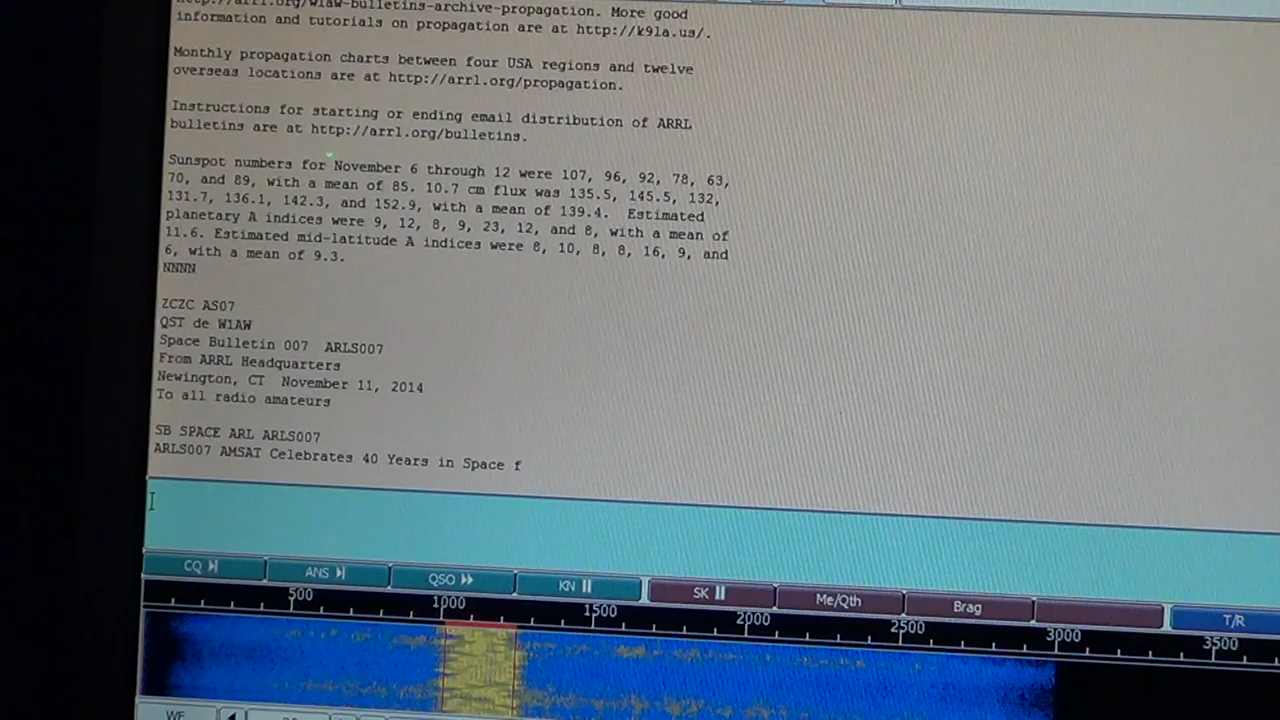 http://arrl.org/w1aw-bulletins-archive-propagation. More good
information and tutorials on propagation are at http://k9la.us/.
Monthly propagation charts between four USA regions and twelve
overseas locations are at http://arrl.org/propagation.
Instructions for starting or ending email distribution of ARRL
bulletins are at http://arrl.org/bulletins.
Sunspot numbers for November 6 through 12 were 107, 96, 92, 78, 63,
70, and 89, with a mean of 85. 10.7 cm flux was 135.5, 145.5, 132,
131.7, 136.1, 142.3, and 152.9, with a mean of 139.4. Estimated
planetary A indices were 9, 12, 8, 9, 23, 12, and 8, with a mean of
11.6. Estimated mid-latitude A indices were 8, 10, 8, 8, 16, 9, and
6, with a mean of 9.3.
NNNN
ZCZC AS07
QST de W1AW
Space Bulletin 007 ARLS007
From ARRL Headquarters
Newington, CT November 11, 2014
To all radio amateurs
SB SPACE ARL ARLS007
ARLS007 AMSAT Celebrates 40 Years in Space f
CQ ANS QSO KN SK Me/Qth Brag T/R
500 1000 1500 2000 2500 3000 3500
WF